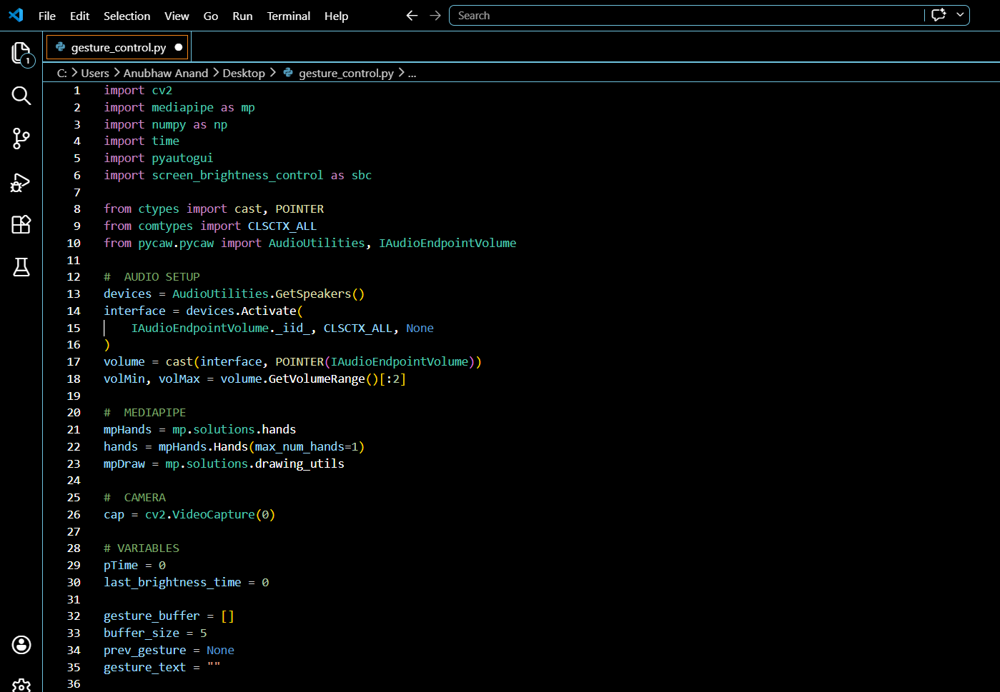 File Edit Selection View Go Run Terminal Help Search
gesture_control.py
1
C: > Users > Anubhaw Anand > Desktop > gesture_control.py > ...
1 import cv2
2 import mediapipe as mp
3 import numpy as np
4 import time
5 import pyautogui
6 import screen_brightness_control as sbc
7
8 from ctypes import cast, POINTER
9 from comtypes import CLSCTX_ALL
10 from pycaw.pycaw import AudioUtilities, IAudioEndpointVolume
11
12 #  AUDIO SETUP
13 devices = AudioUtilities.GetSpeakers()
14 interface = devices.Activate(
15     IAudioEndpointVolume._iid_, CLSCTX_ALL, None
16 )
17 volume = cast(interface, POINTER(IAudioEndpointVolume))
18 volMin, volMax = volume.GetVolumeRange()[:2]
19
20 #  MEDIAPIPE
21 mpHands = mp.solutions.hands
22 hands = mpHands.Hands(max_num_hands=1)
23 mpDraw = mp.solutions.drawing_utils
24
25 #  CAMERA
26 cap = cv2.VideoCapture(0)
27
28 # VARIABLES
29 pTime = 0
30 last_brightness_time = 0
31
32 gesture_buffer = []
33 buffer_size = 5
34 prev_gesture = None
35 gesture_text = ""
36